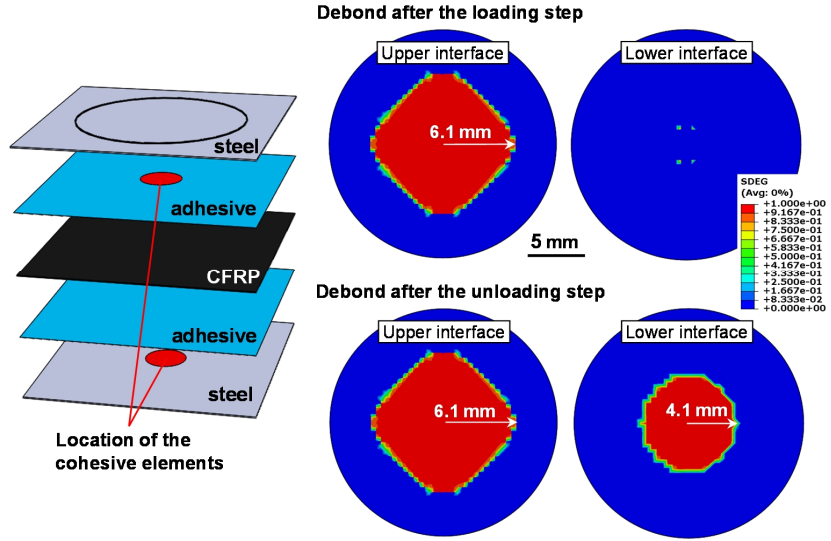 Debond after the loading step
Upper interface
Lower interface
6.1 mm
5 mm
steel
adhesive
CFRP
adhesive
steel
Location of the
cohesive elements
SDEG
(Avg: 0%)
+1.000e+00
+9.167e-01
+8.333e-01
+7.500e-01
+6.667e-01
+5.833e-01
+5.000e-01
+4.167e-01
+3.333e-01
+2.500e-01
+1.667e-01
+8.333e-02
+0.000e+00
Debond after the unloading step
Upper interface
Lower interface
6.1 mm
4.1 mm